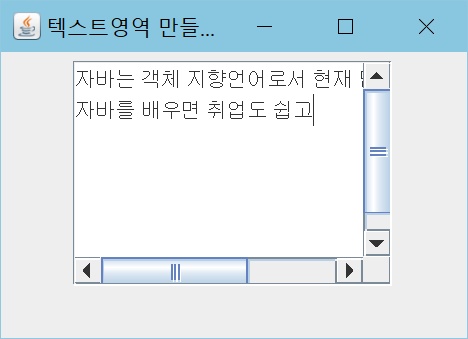 텍스트영역 만들...
자바는 객체 지향언어로서 현재
자바를 배우면 취업도 쉽고